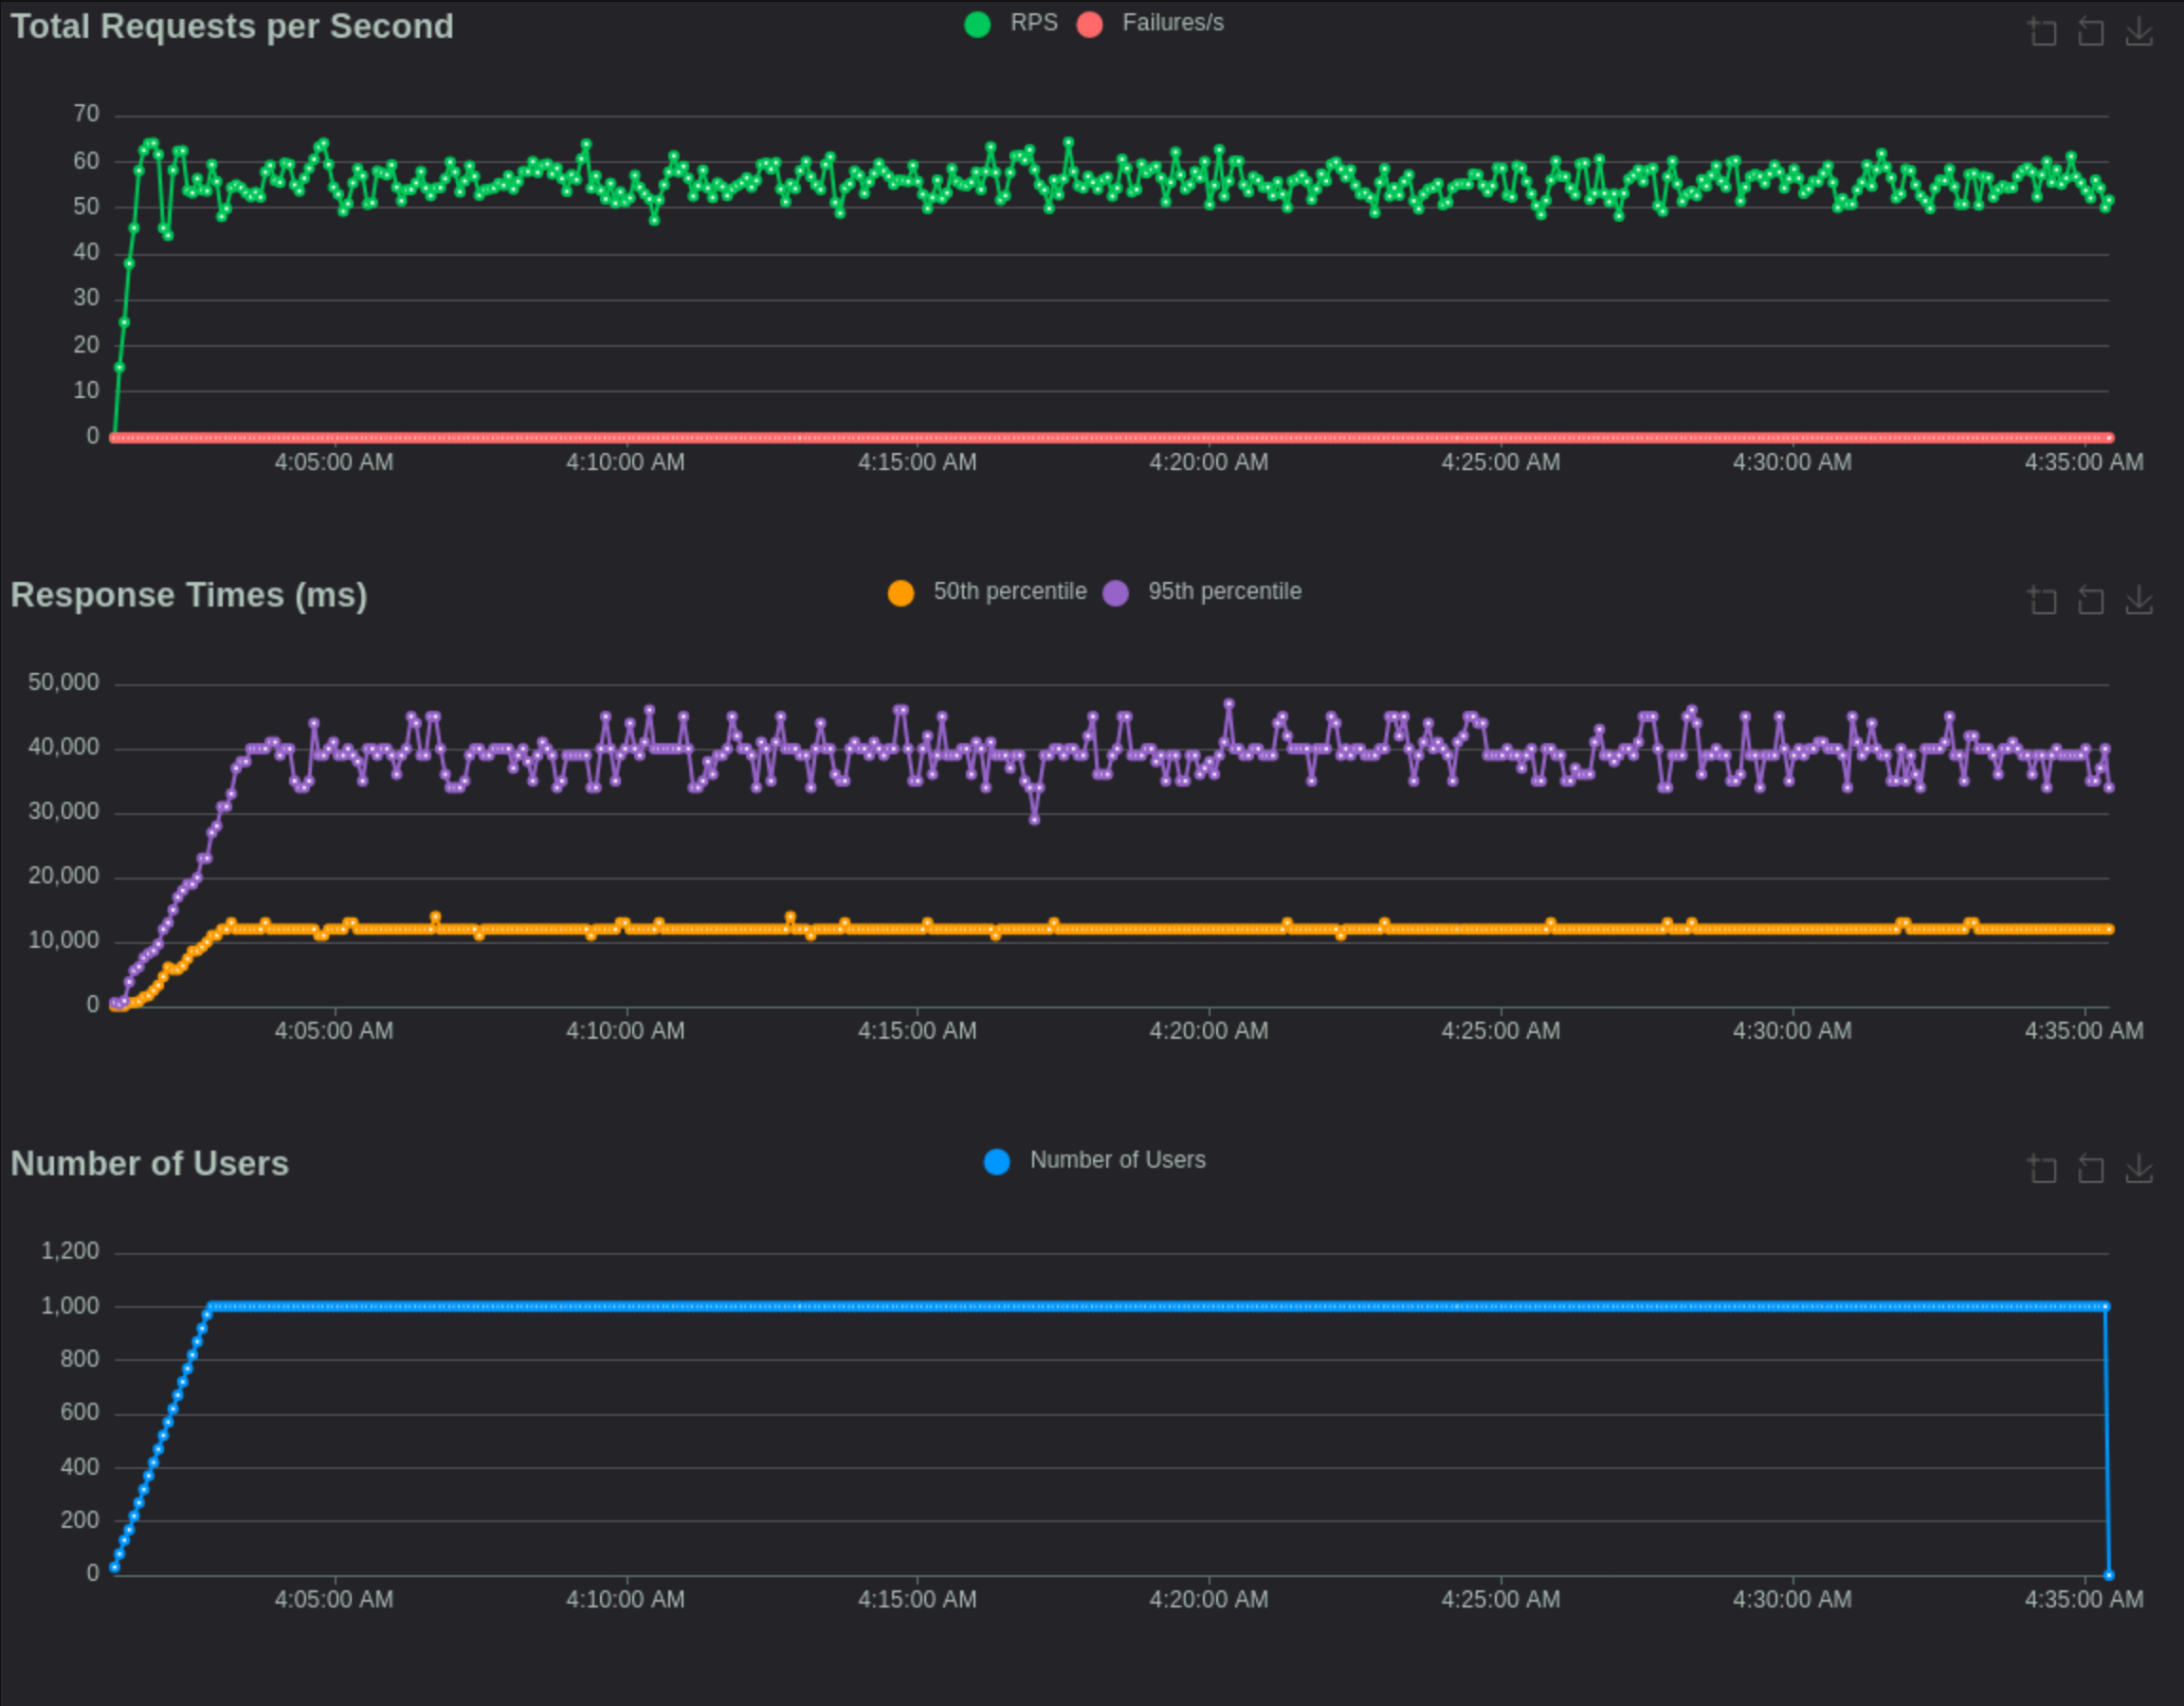 Total Requests per Second
RPS Failures/s
70
60
50
40
30
20
10
0
4:05:00 AM 4:10:00 AM 4:15:00 AM 4:20:00 AM 4:25:00 AM 4:30:00 AM 4:35:00 AM
Response Times (ms)
50th percentile 95th percentile
50,000
40,000
30,000
20,000
10,000
0
4:05:00 AM 4:10:00 AM 4:15:00 AM 4:20:00 AM 4:25:00 AM 4:30:00 AM 4:35:00 AM
Number of Users
Number of Users
1,200
1,000
800
600
400
200
0
4:05:00 AM 4:10:00 AM 4:15:00 AM 4:20:00 AM 4:25:00 AM 4:30:00 AM 4:35:00 AM